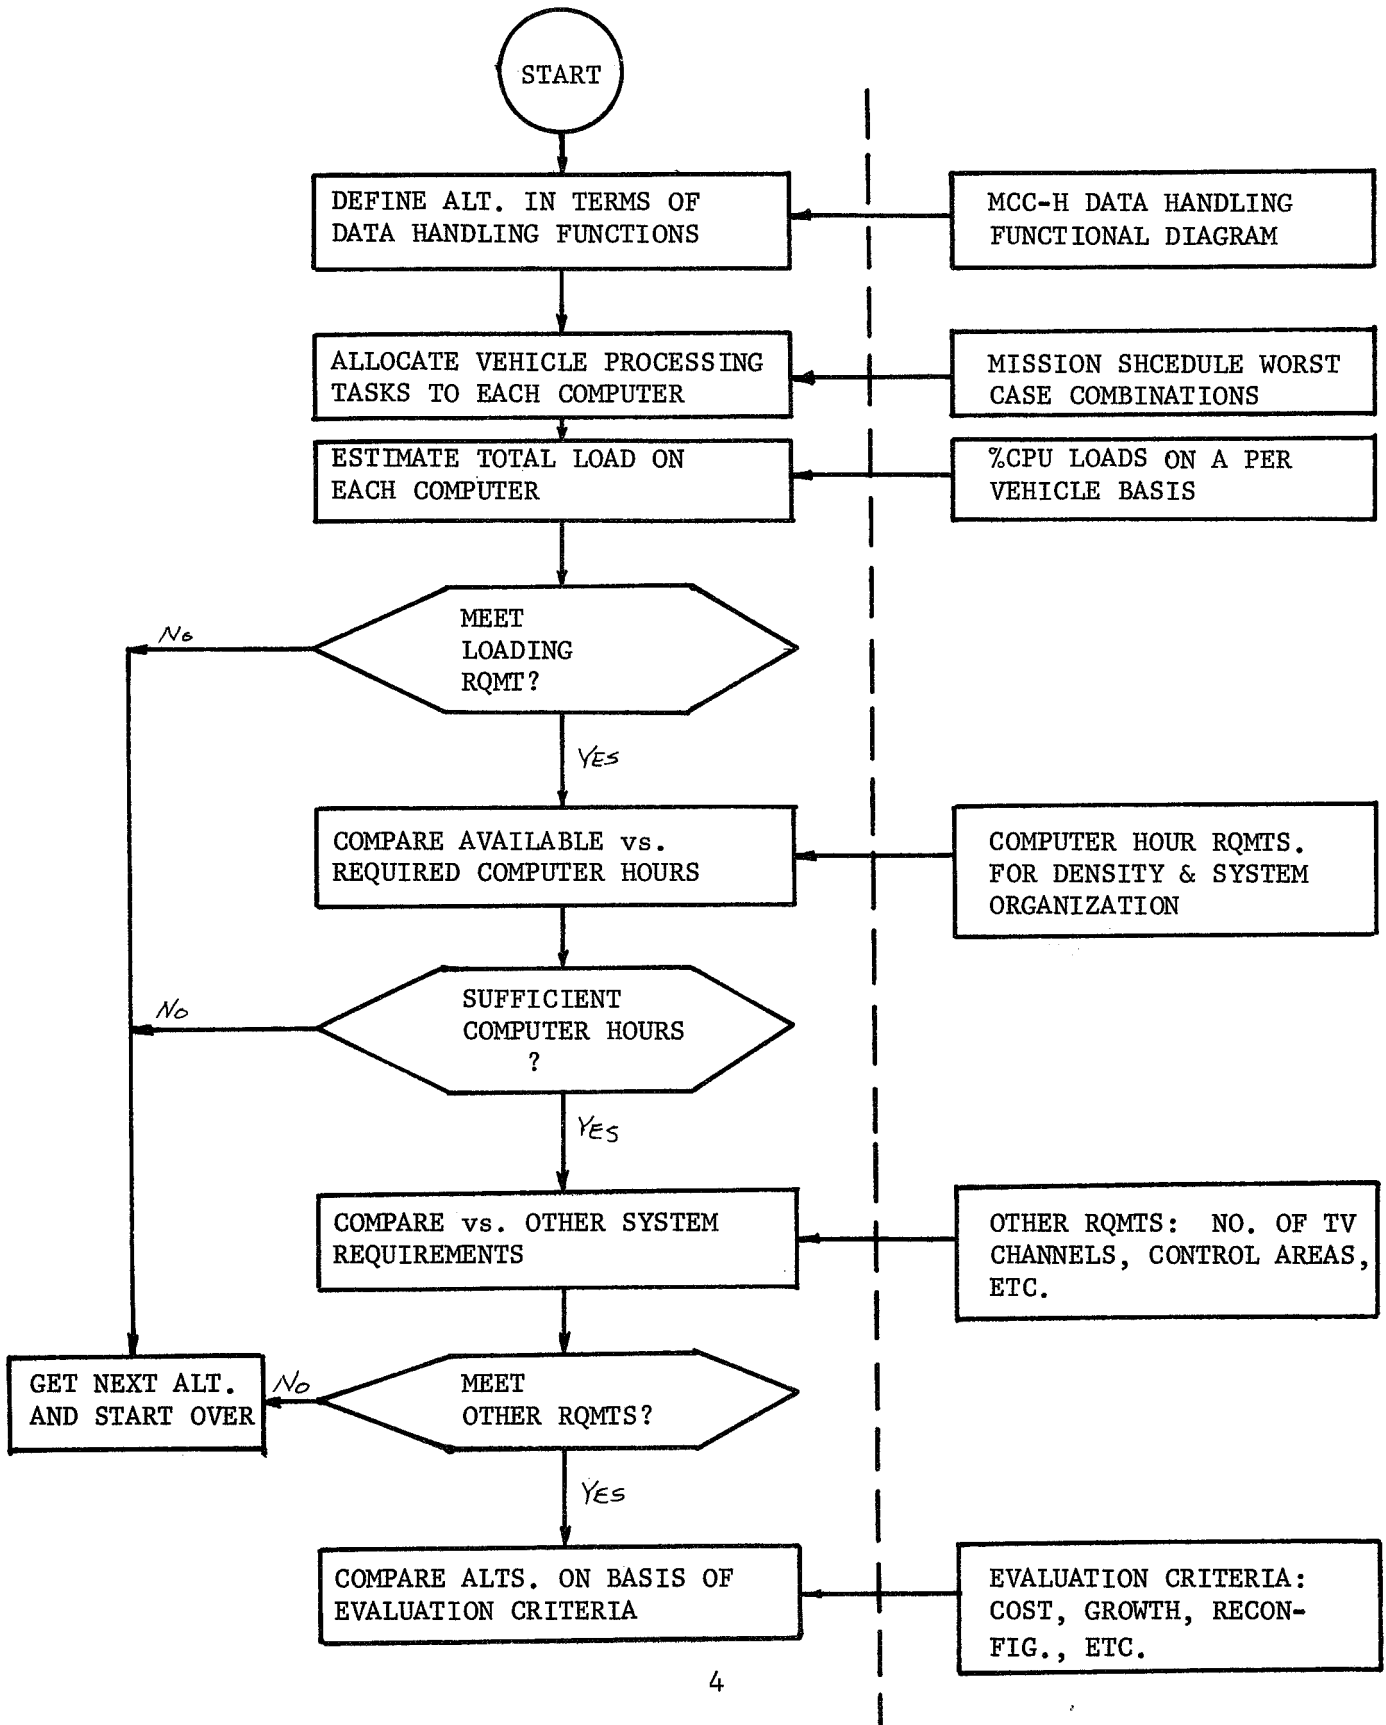 START
DEFINE ALT. IN TERMS OF
DATA HANDLING FUNCTIONS
MCC-H DATA HANDLING
FUNCTIONAL DIAGRAM
ALLOCATE VEHICLE PROCESSING
TASKS TO EACH COMPUTER
MISSION SHCEDULE WORST
CASE COMBINATIONS
ESTIMATE TOTAL LOAD ON
EACH COMPUTER
%CPU LOADS ON A PER
VEHICLE BASIS
MEET
LOADING
RQMT?
No
YES
COMPARE AVAILABLE vs.
REQUIRED COMPUTER HOURS
COMPUTER HOUR RQMTS.
FOR DENSITY & SYSTEM
ORGANIZATION
SUFFICIENT
COMPUTER HOURS
?
No
YES
COMPARE vs. OTHER SYSTEM
REQUIREMENTS
OTHER RQMTS: NO. OF TV
CHANNELS, CONTROL AREAS,
ETC.
MEET
OTHER RQMTS?
No
GET NEXT ALT.
AND START OVER
YES
COMPARE ALTS. ON BASIS OF
EVALUATION CRITERIA
EVALUATION CRITERIA:
COST, GROWTH, RECON-
FIG., ETC.
4